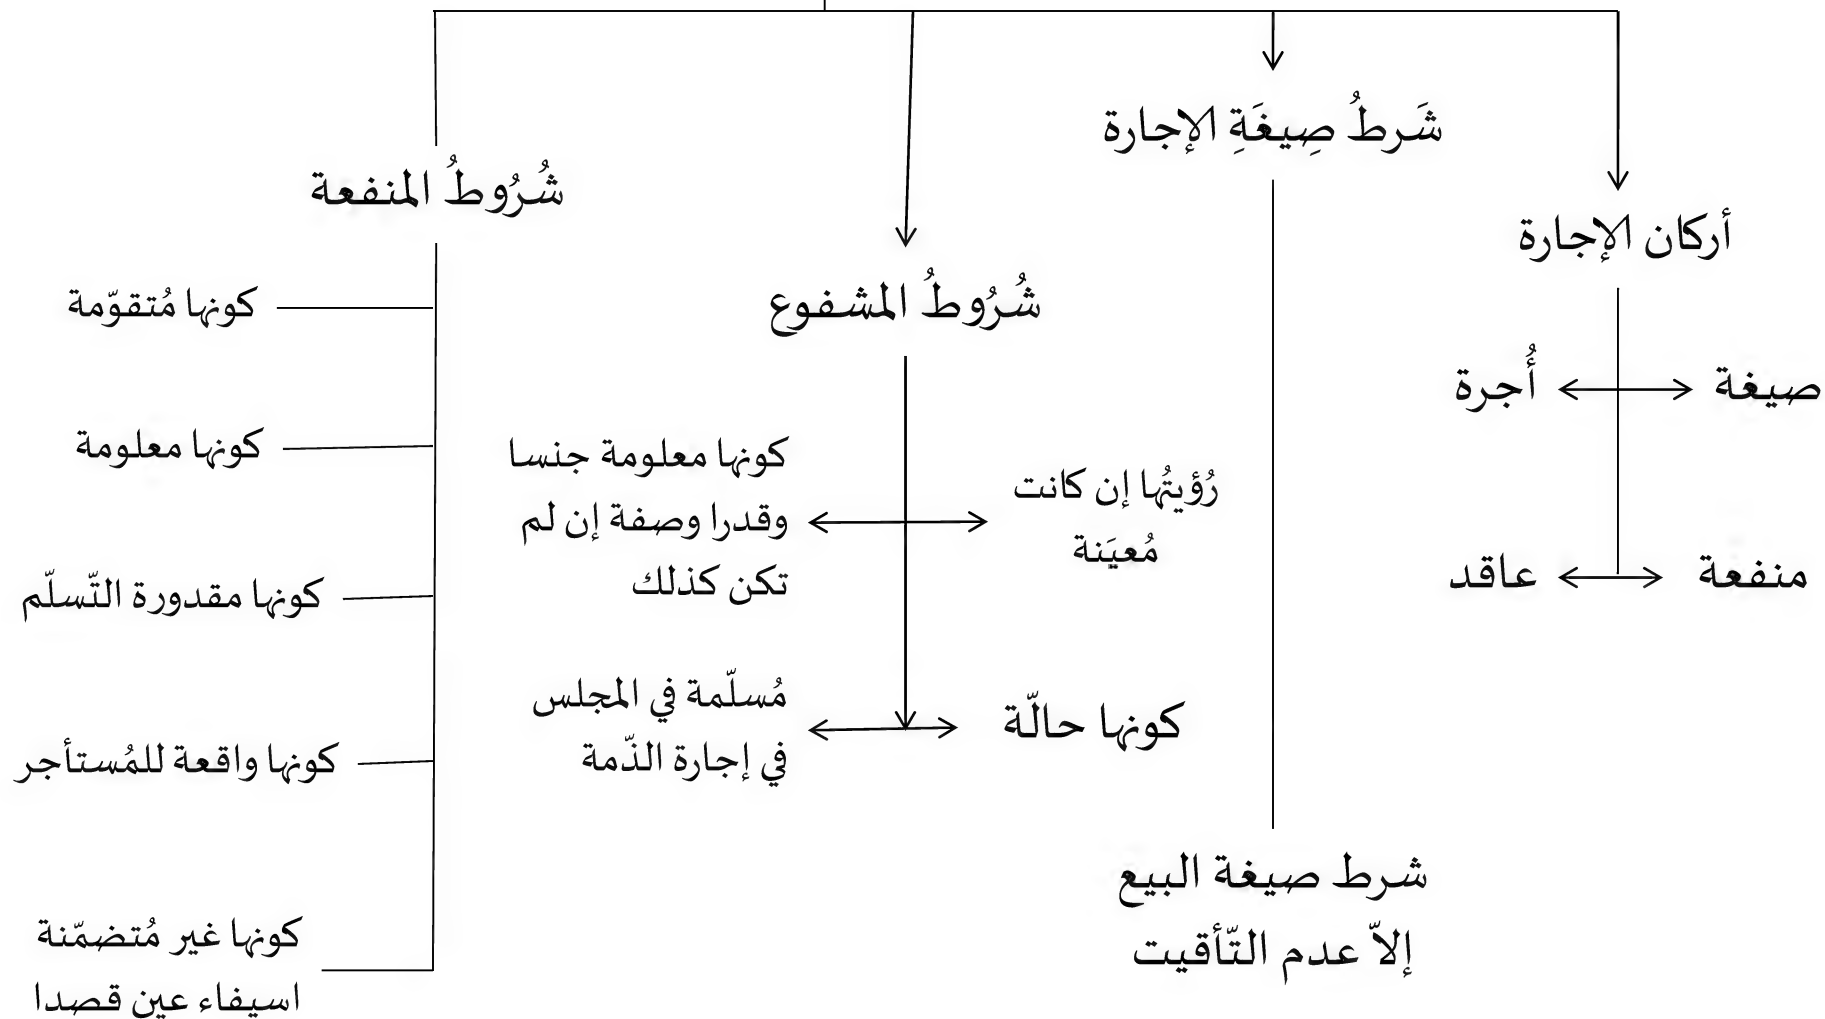 أركان الإجارة
صيغة
أُجرة
منفعة
عاقد
شَرطُ صِيغَةِ الإجارة
شرط صيغة البيع
إلاّ عدم التّأقيت
شُرُوطُ المشفوع
رُؤيتُها إن كانت
مُعيَنة
كونها معلومة جنسا
وقدرا وصفة إن لم
تكن كذلك
كونها حالّة
مُسلّمة في المجلس
في إجارة الذّمة
شُرُوطُ المنفعة
كونها مُتقوّمة
كونها معلومة
كونها مقدورة التّسلّم
كونها واقعة للمُستأجر
كونها غير مُتضمّنة
اسيفاء عين قصدا